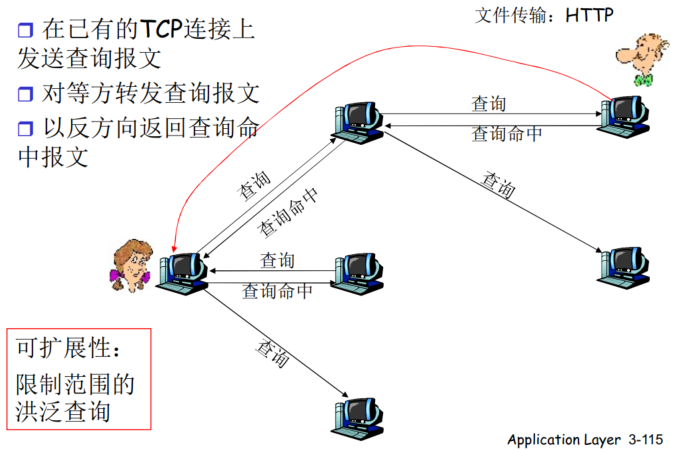 在已有的TCP连接上
发送查询报文
对等方转发查询报文
以反方向返回查询命
中报文
文件传输：HTTP
查询
查询命中
查询
查询
查询命中
查询
查询命中
查询
可扩展性：
限制范围的
洪泛查询
Application Layer 3-115